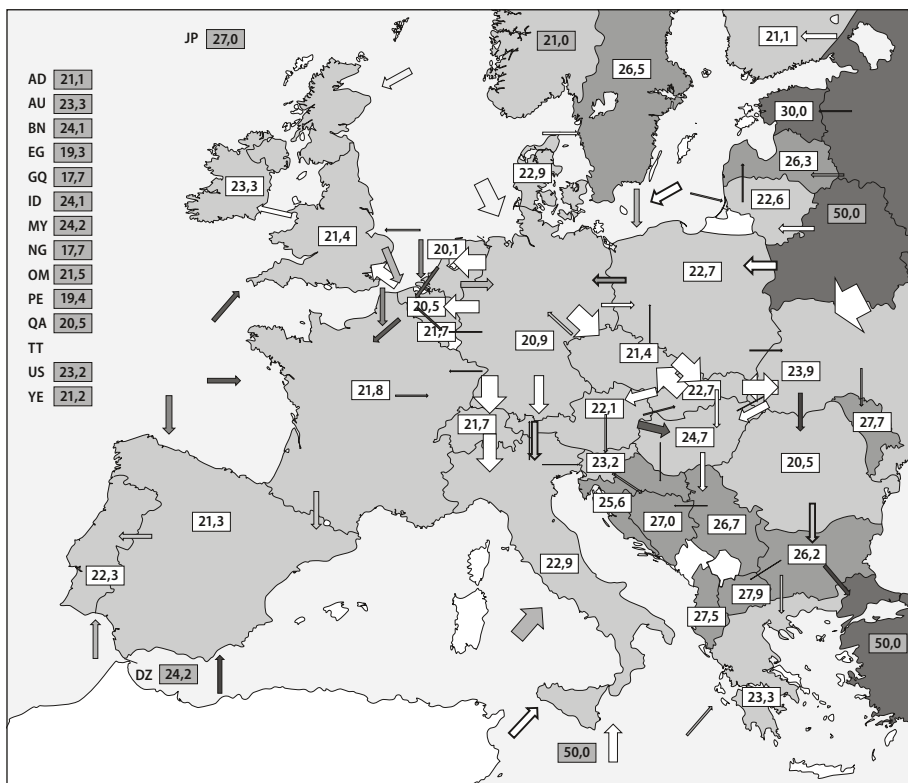 JP 27,0
AD 21,1
AU 23,3
BN 24,1
EG 19,3
GQ 17,7
ID 24,1
MY 24,2
NG 17,7
OM 21,5
PE 19,4
QA 20,5
TT
US 23,2
YE 21,2
21,0
21,1
26,5
30,0
26,3
22,9
22,6
23,3
50,0
21,4
20,1
22,7
20,5
21,7
20,9
21,4
23,9
21,8
22,7
22,1
27,7
21,7
24,7
23,2
20,5
25,6
21,3
27,0
26,7
26,2
22,9
22,3
27,9
27,5
50,0
DZ 24,2
23,3
50,0